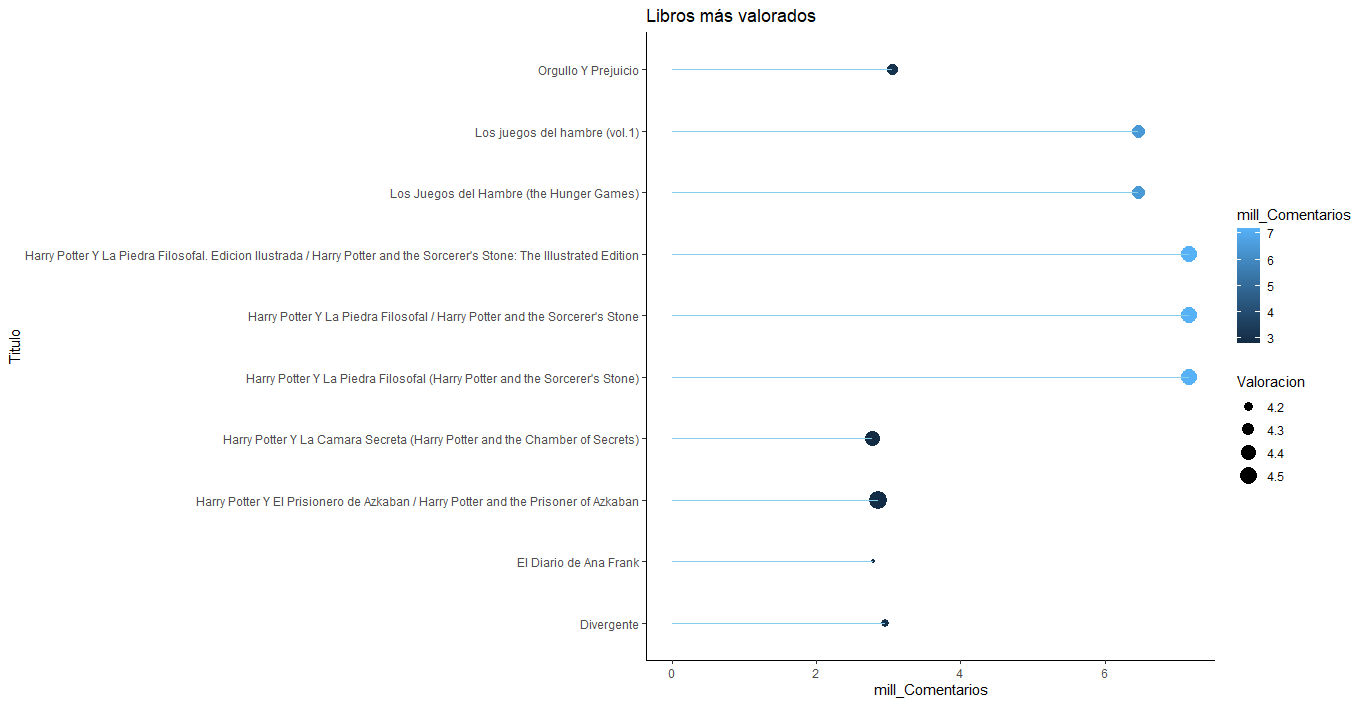 Libros más valorados
Orgullo Y Prejuicio
Los juegos del hambre (vol.1)
Los Juegos del Hambre (the Hunger Games)
Harry Potter Y La Piedra Filosofal. Edicion Ilustrada / Harry Potter and the Sorcerer's Stone: The Illustrated Edition
Harry Potter Y La Piedra Filosofal / Harry Potter and the Sorcerer's Stone
Harry Potter Y La Piedra Filosofal (Harry Potter and the Sorcerer's Stone)
Harry Potter Y La Camara Secreta (Harry Potter and the Chamber of Secrets)
Harry Potter Y El Prisionero de Azkaban / Harry Potter and the Prisoner of Azkaban
El Diario de Ana Frank
Divergente
Titulo
0 2 4 6
mill_Comentarios
mill_Comentarios
7
6
5
4
3
Valoracion
4.2
4.3
4.4
4.5